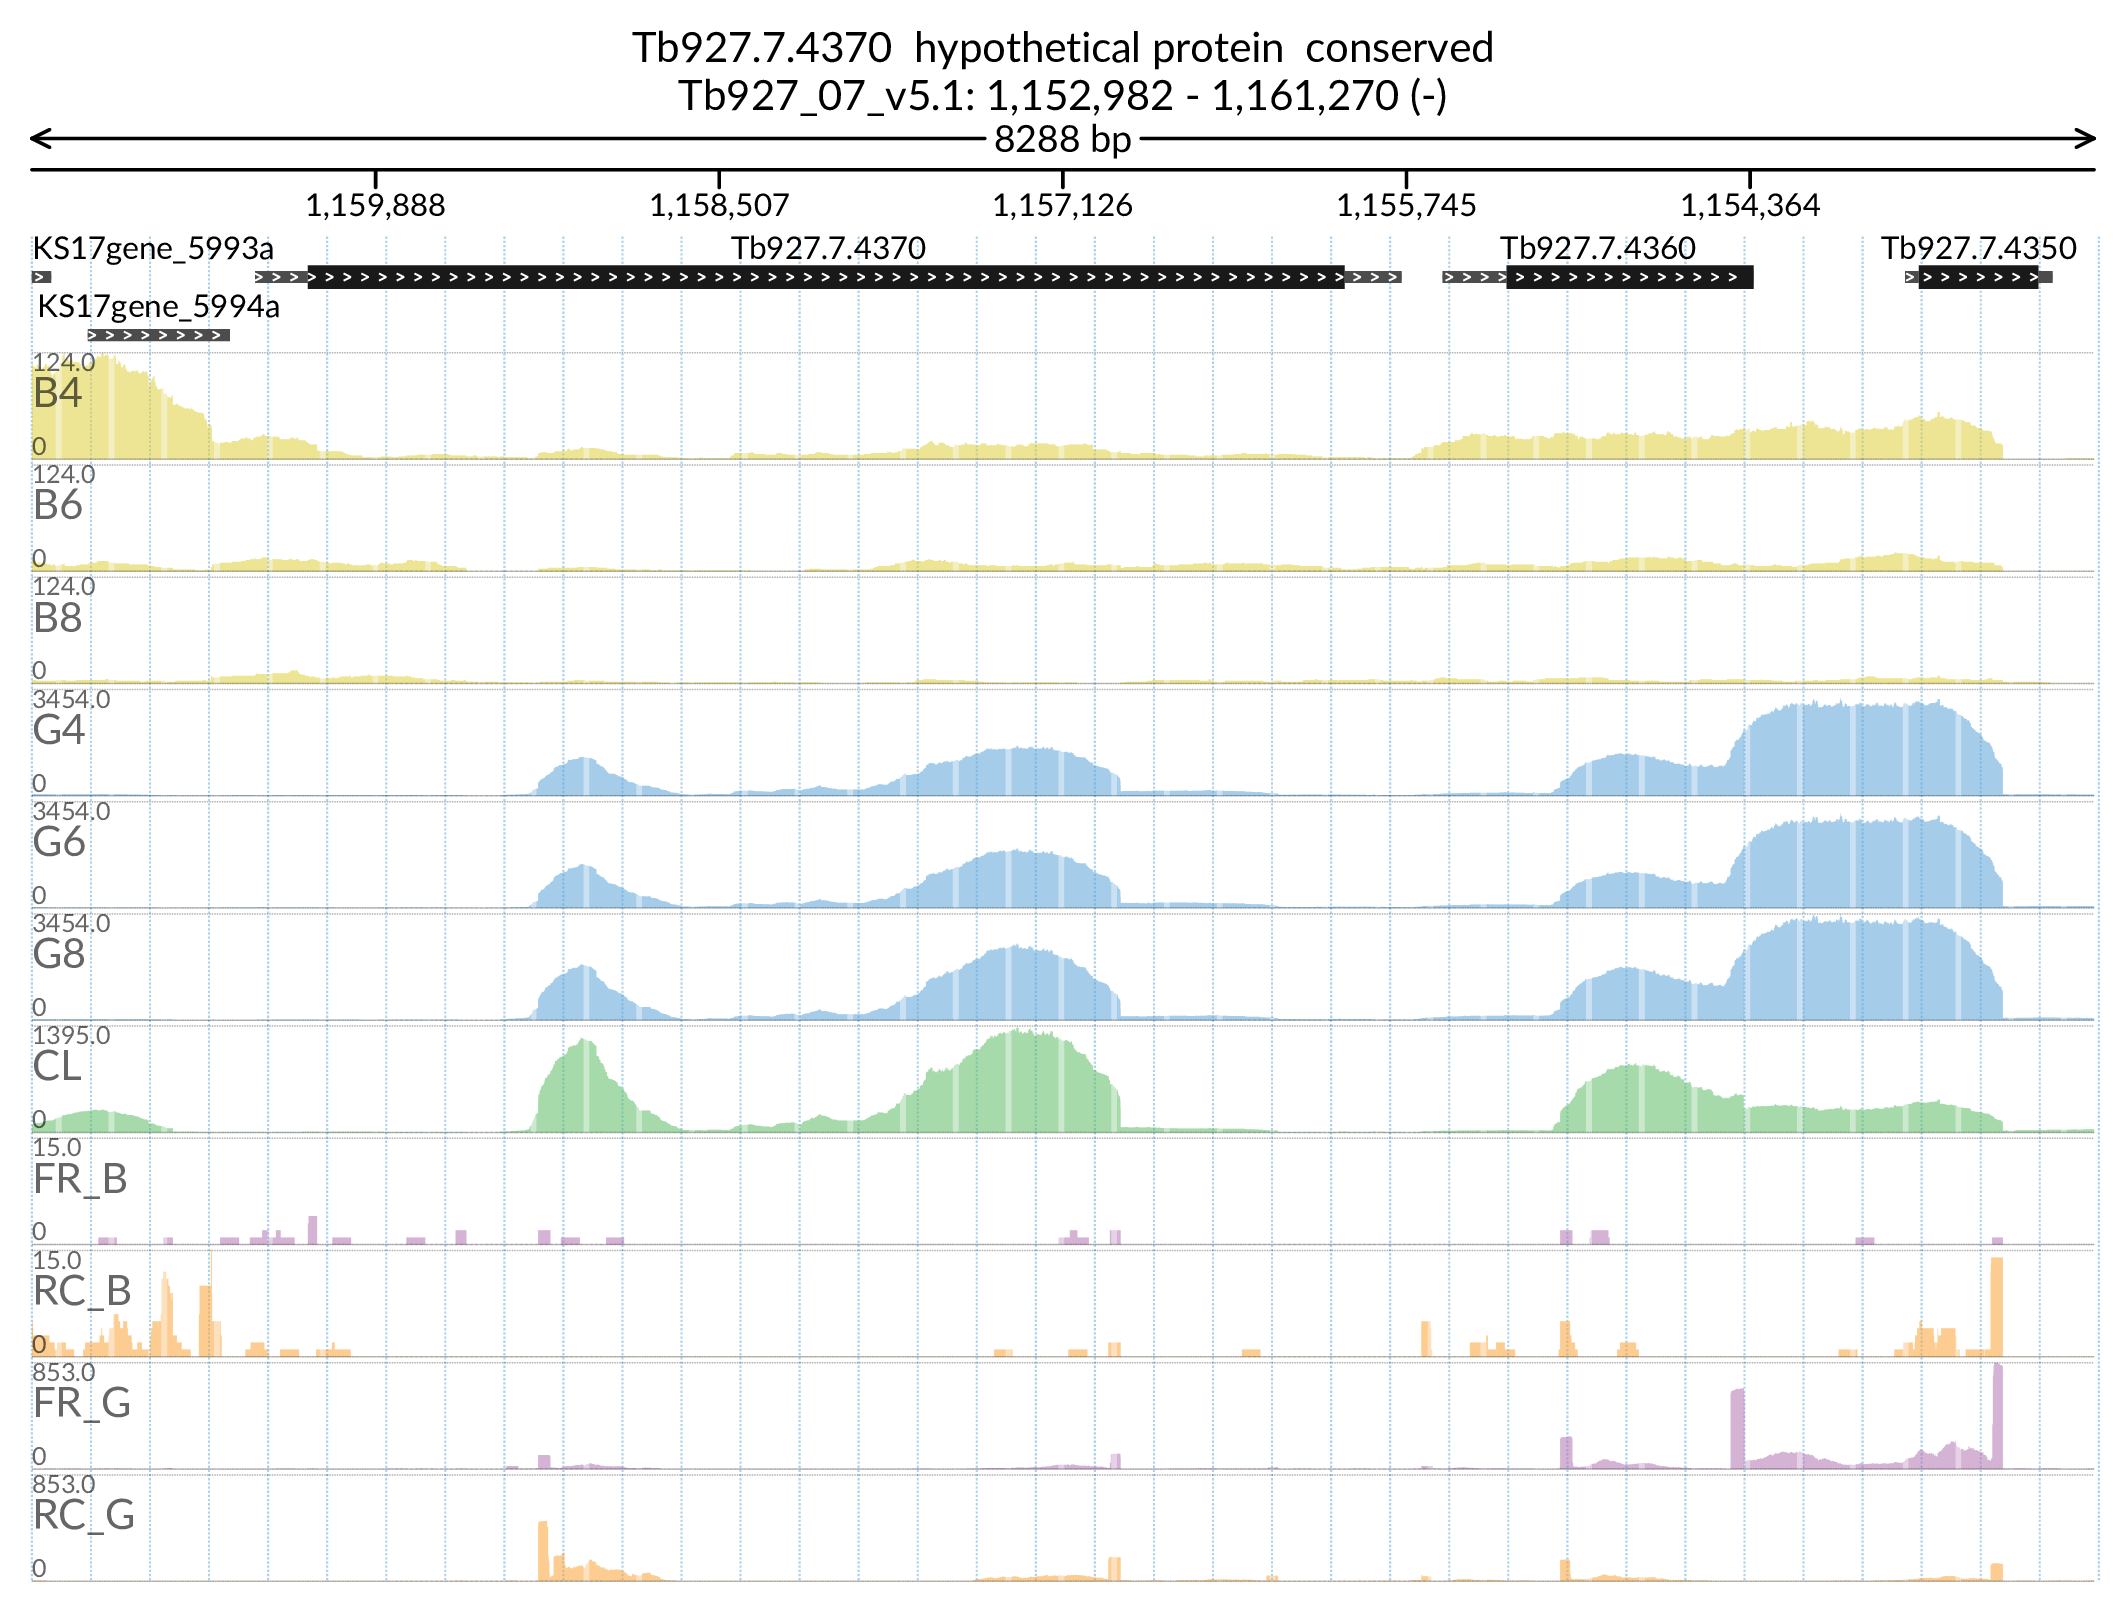 Tb927.7.4370  hypothetical protein  conserved
Tb927_07_v5.1: 1,152,982 - 1,161,270 (-)
8288 bp
1,159,888 1,158,507 1,157,126 1,155,745 1,154,364
KS17gene_5993a Tb927.7.4370 Tb927.7.4360 Tb927.7.4350
KS17gene_5994a
124.0
B4
0
124.0
B6
0
124.0
B8
0
3454.0
G4
0
3454.0
G6
0
3454.0
G8
0
1395.0
CL
0
15.0
FR_B
0
15.0
RC_B
0
853.0
FR_G
0
853.0
RC_G
0